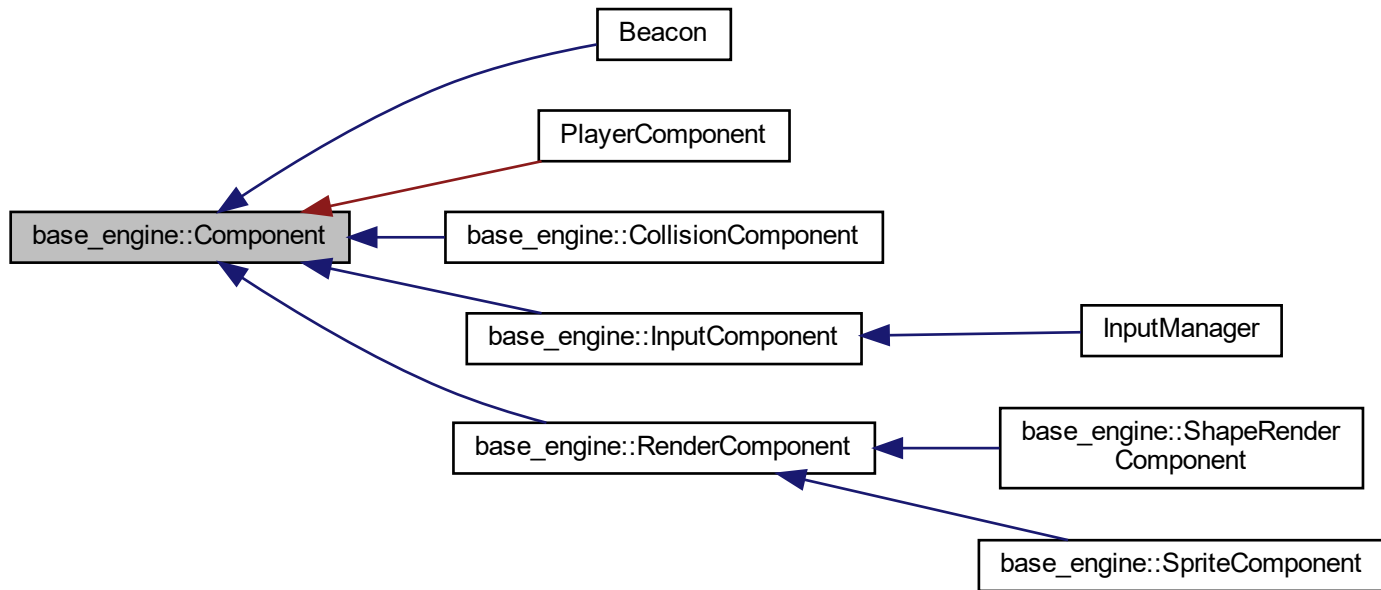 Beacon
PlayerComponent
base_engine::Component
base_engine::CollisionComponent
base_engine::InputComponent
InputManager
base_engine::RenderComponent
base_engine::ShapeRender
Component
base_engine::SpriteComponent